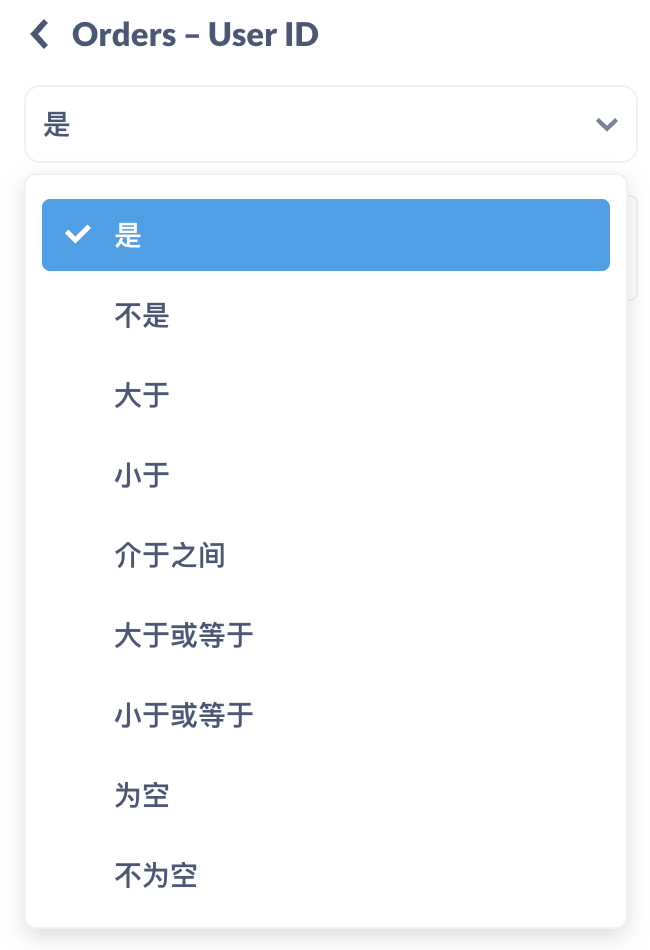 Orders – User ID
是
是
不是
大于
小于
介于之间
大于或等于
小于或等于
为空
不为空